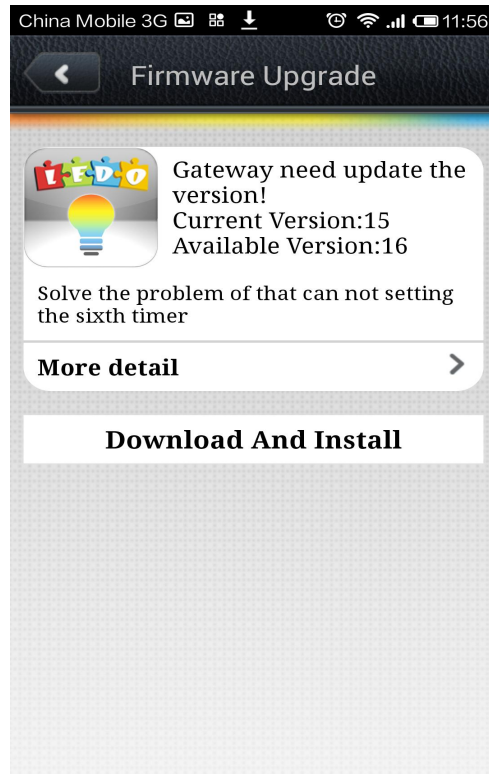 China Mobile 3G 11:56
Firmware Upgrade
LEDO
Gateway need update the
version!
Current Version:15
Available Version:16
Solve the problem of that can not setting
the sixth timer
More detail
Download And Install